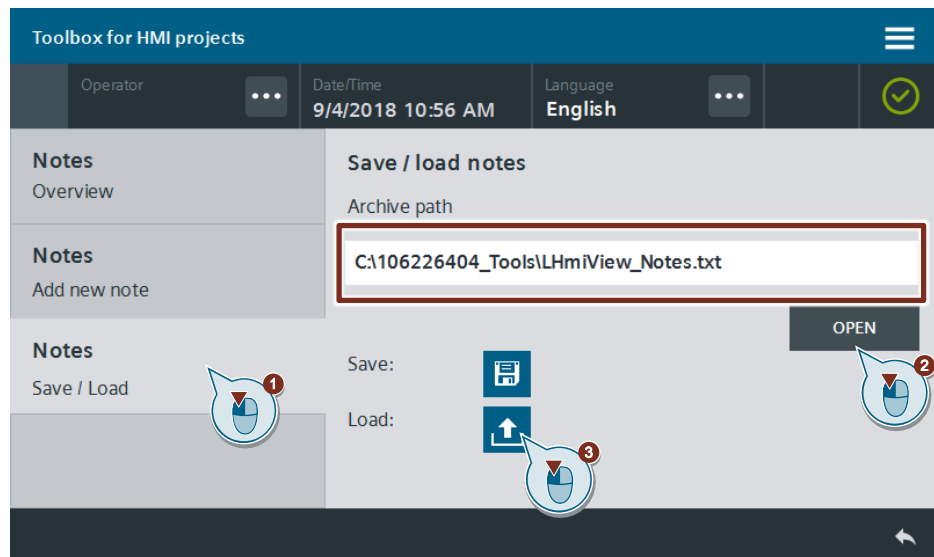 Toolbox for HMI projects
Operator
Date/Time
9/4/2018 10:56 AM
Language
English
Notes
Overview
Notes
Add new note
Notes
Save / Load
1
Save / load notes
Archive path
C:\106226404_Tools\LHmiView_Notes.txt
OPEN
2
Save:
Load:
3